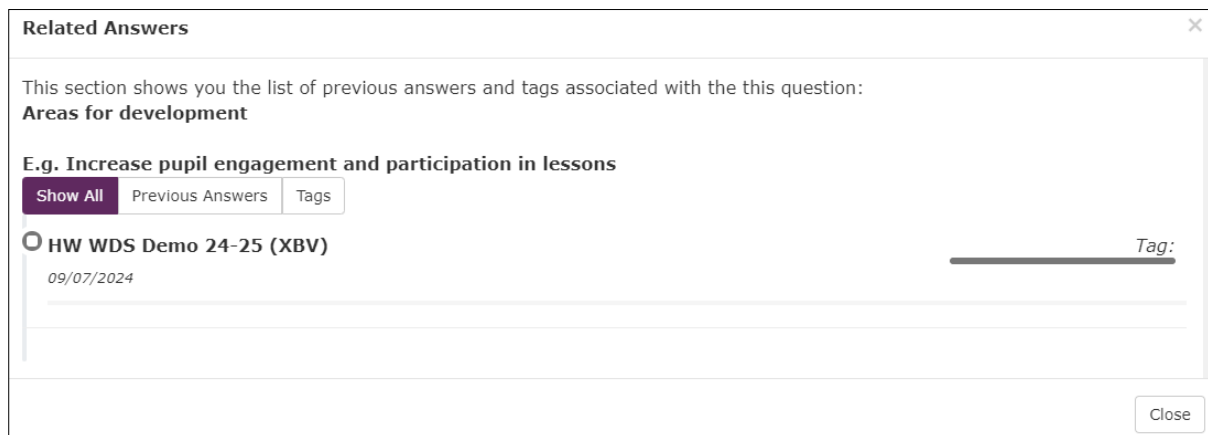 Related Answers ×
This section shows you the list of previous answers and tags associated with the this question:
Areas for development
E.g. Increase pupil engagement and participation in lessons
Show All Previous Answers Tags
HW WDS Demo 24-25 (XBV) Tag:
09/07/2024
Close